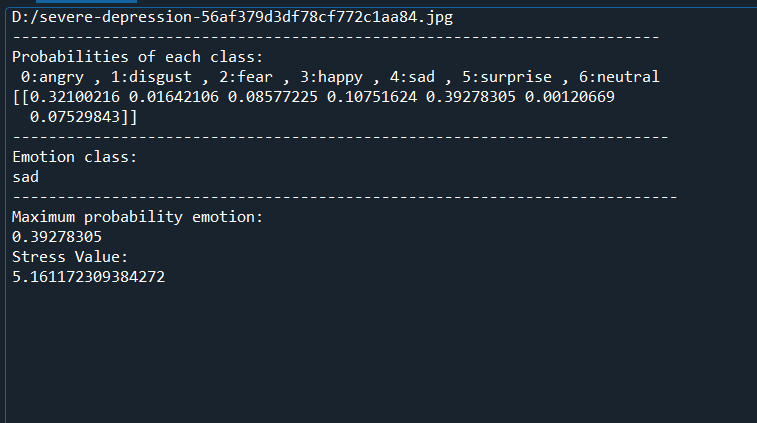 D:/severe-depression-56af379d3df78cf772c1aa84.jpg
--------------------------------------------------------------------
Probabilities of each class:
 0:angry , 1:disgust , 2:fear , 3:happy , 4:sad , 5:surprise , 6:neutral
[[0.32100216 0.01642106 0.08577225 0.10751624 0.39278305 0.00120669
  0.07529843]]
---------------------------------------------------------------------
Emotion class:
sad
----------------------------------------------------------------------
Maximum probability emotion:
0.39278305
Stress Value:
5.161172309384272